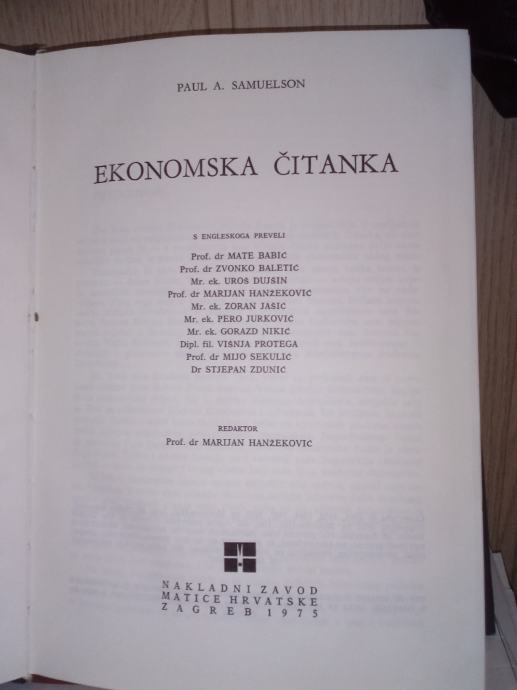 PAUL A. SAMUELSON
EKONOMSKA ČITANKA
S ENGLESKOGA PREVELI
Prof. dr MATE BABIĆ
Prof. dr ZVONKO BALETIĆ
Mr. ek. UROŠ DUJŠIN
Prof. dr MARIJAN HANŽEKOVIĆ
Mr. ek. ZORAN JAŠIĆ
Mr. ek. PERO JURKOVIĆ
Mr. ek. GORAZD NIKIĆ
Dipl. fil. VIŠNJA PROTEGA
Prof. dr MIJO SEKULIĆ
Dr STJEPAN ZDUNIĆ
REDAKTOR
Prof. dr MARIJAN HANŽEKOVIĆ
NAKLADNI ZAVOD
MATICE HRVATSKE
ZAGREB 1975